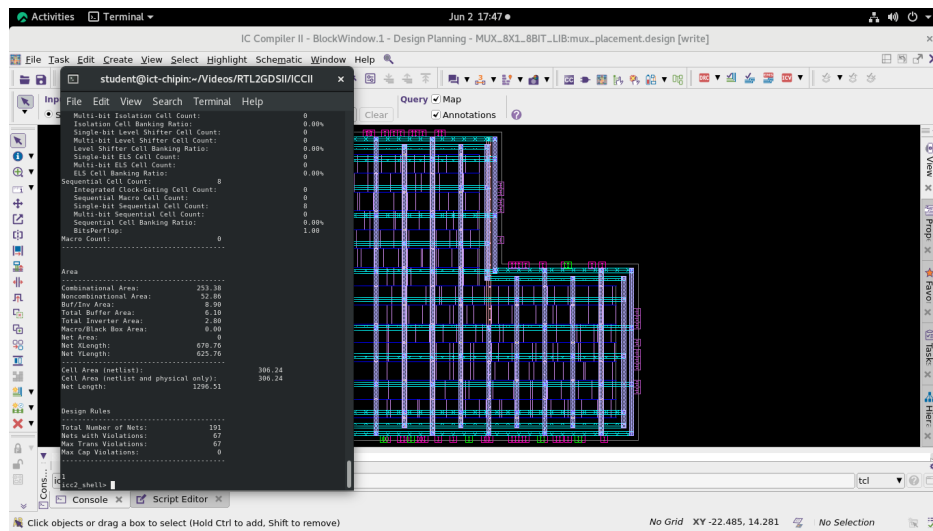 Activities Terminal Jun 2 17:47
IC Compiler II - BlockWindow.1 - Design Planning - MUX_8X1_8BIT_LIB:mux_placement.design [write]
File Task Edit Create View Select Highlight Schematic Window Help
student@ict-chipin:~/Videos/RTL2GDSII/ICCII
File Edit View Search Terminal Help
Clear
Query Map
Annotations
Multi-bit Isolation Cell Count: 0
Isolation Cell Banking Ratio: 0.00%
Single-bit Level Shifter Cell Count: 0
Multi-bit Level Shifter Cell Count: 0
Level Shifter Cell Banking Ratio: 0.00%
Single-bit ELS Cell Count: 0
Multi-bit ELS Cell Count: 0
ELS Cell Banking Ratio: 0.00%
Sequential Cell Count: 8
Integrated Clock-Gating Cell Count: 0
Sequential Macro Cell Count: 0
Single-bit Sequential Cell Count: 8
Multi-bit Sequential Cell Count: 0
Sequential Cell Banking Ratio: 0.00%
BitsPerflop: 1.00
Macro Count: 0
Area
Combinational Area: 253.38
Noncombinational Area: 52.86
Buf/Inv Area: 8.90
Total Buffer Area: 6.10
Total Inverter Area: 2.80
Macro/Black Box Area: 0.00
Net Area: 0
Net XLength: 670.76
Net YLength: 625.76
Cell Area (netlist): 306.24
Cell Area (netlist and physical only): 306.24
Net Length: 1296.51
Design Rules
Total Number of Nets: 191
Nets with Violations: 67
Max Trans Violations: 67
Max Cap Violations: 0
1
icc2_shell>
View
Task
Hier
Cons...
tcl
Console Script Editor
Click objects or drag a box to select (Hold Ctrl to add, Shift to remove) No Grid XY -22.485, 14.281 No Selection